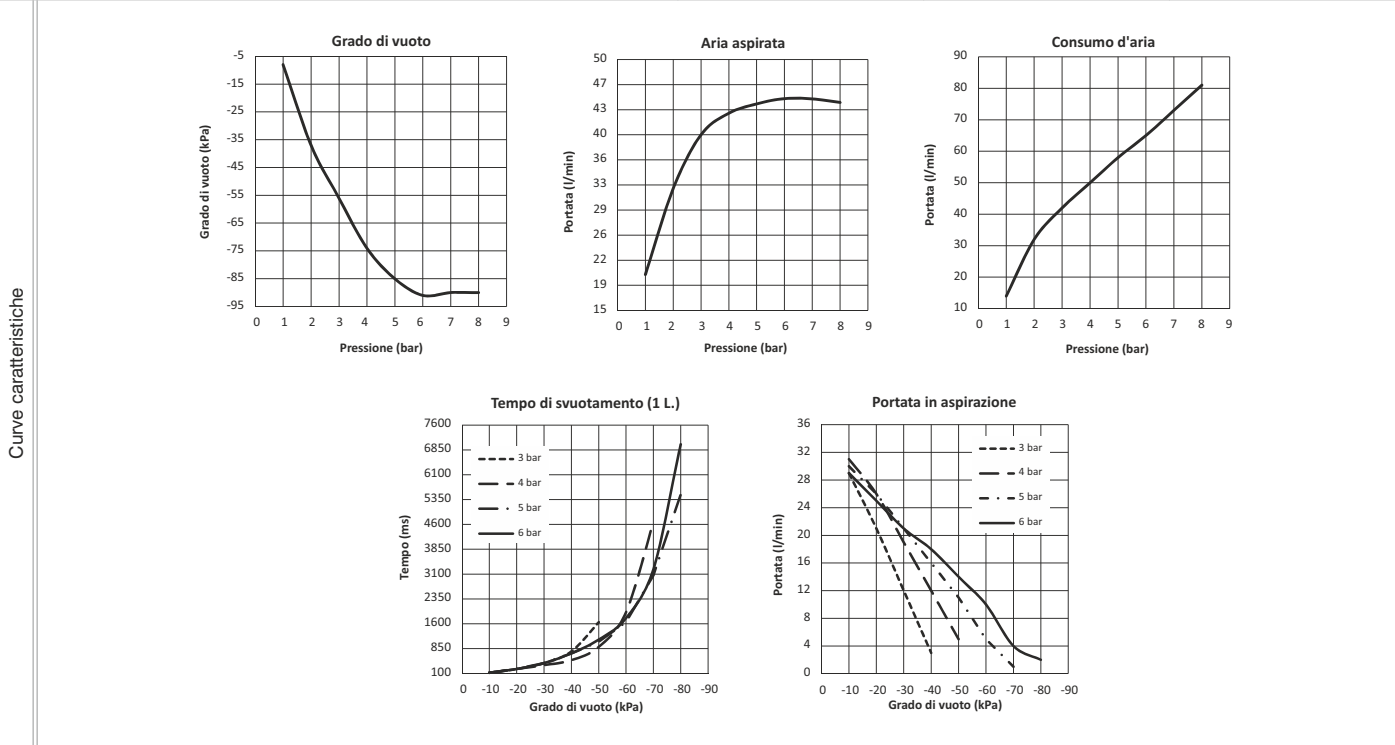 Curve caratteristiche
Grado di vuoto
Grado di vuoto (kPa)
-5
-15
-25
-35
-45
-55
-65
-75
-85
-95
0 1 2 3 4 5 6 7 8 9
Pressione (bar)
Aria aspirata
Portata (l/min)
50
47
43
40
36
33
29
26
22
19
15
0 1 2 3 4 5 6 7 8 9
Pressione (bar)
Consumo d'aria
Portata (l/min)
90
80
70
60
50
40
30
20
10
0 1 2 3 4 5 6 7 8 9
Pressione (bar)
Tempo di svuotamento (1 L.)
Tempo (ms)
7600
6850
6100
5350
4600
3850
3100
2350
1600
850
100
3 bar
4 bar
5 bar
6 bar
0 -10 -20 -30 -40 -50 -60 -70 -80 -90
Grado di vuoto (kPa)
Portata in aspirazione
Portata (l/min)
36
32
28
24
20
16
12
8
4
0
3 bar
4 bar
5 bar
6 bar
0 -10 -20 -30 -40 -50 -60 -70 -80 -90
Grado di vuoto (kPa)